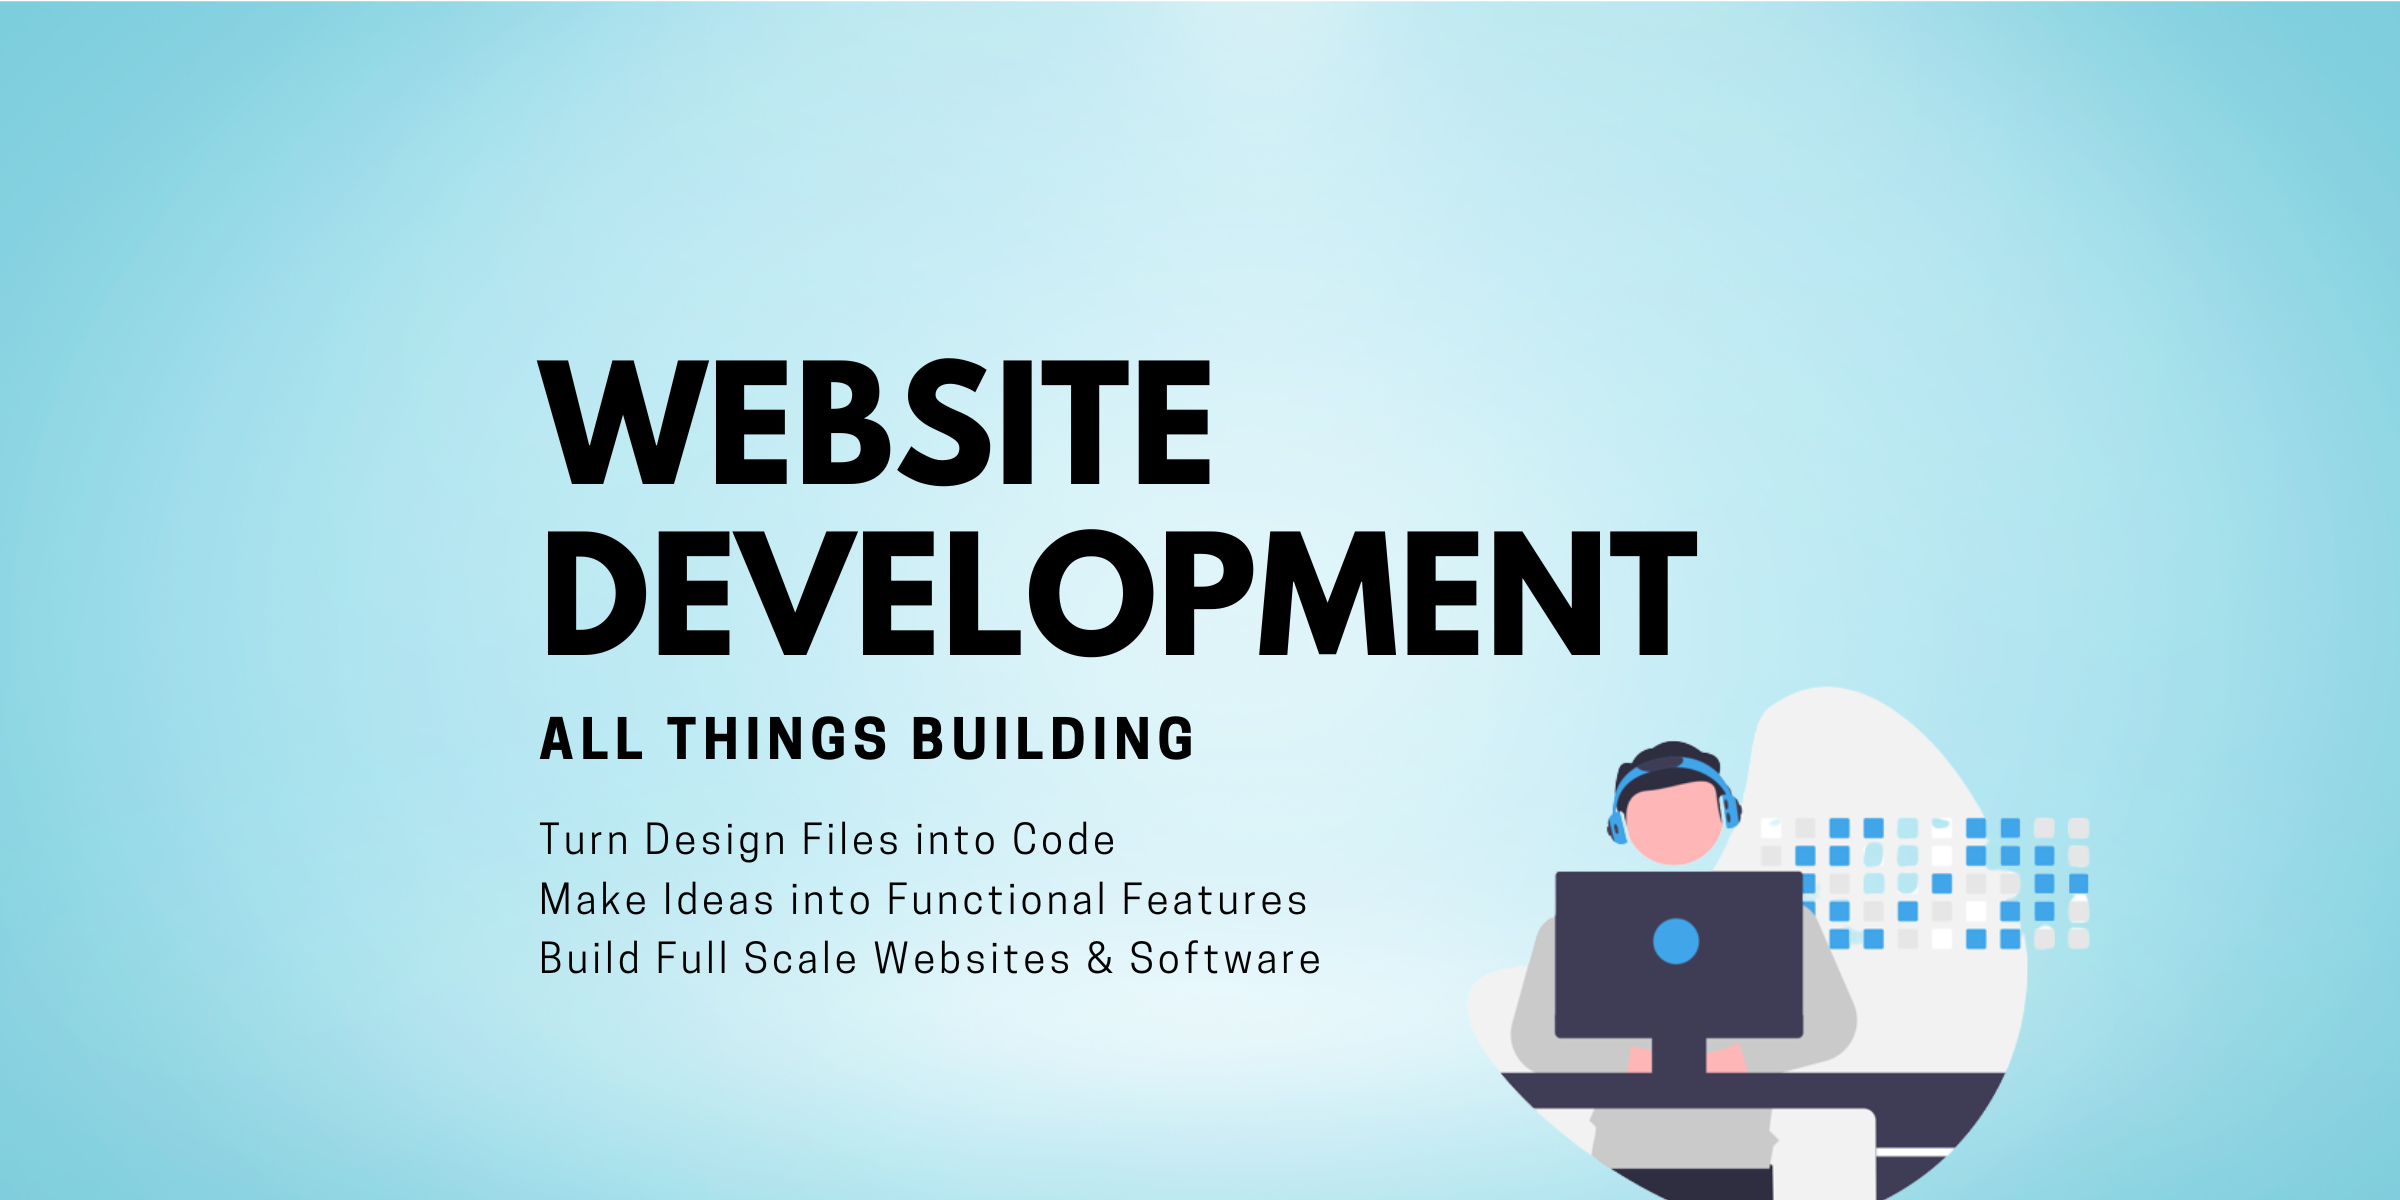 WEBSITE
DEVELOPMENT
ALL THINGS BUILDING
Turn Design Files into Code
Make Ideas into Functional Features
Build Full Scale Websites & Software